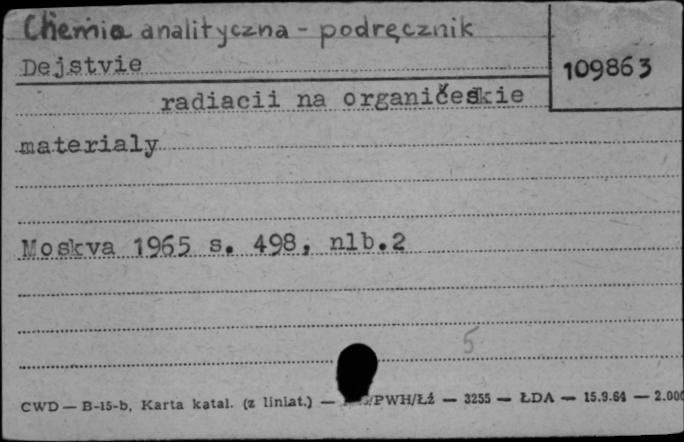 Chemia analityczna - podręcznik
Dejstvie
109863
radiacii na organičeskie
materialy
Moskva 1965 s. 498, nlb.2
5
CWD — B-15-b, Karta katal. (z liniat.) — /PWH/Łź — 3255 — ŁDA — 15.9.64 — 2.000